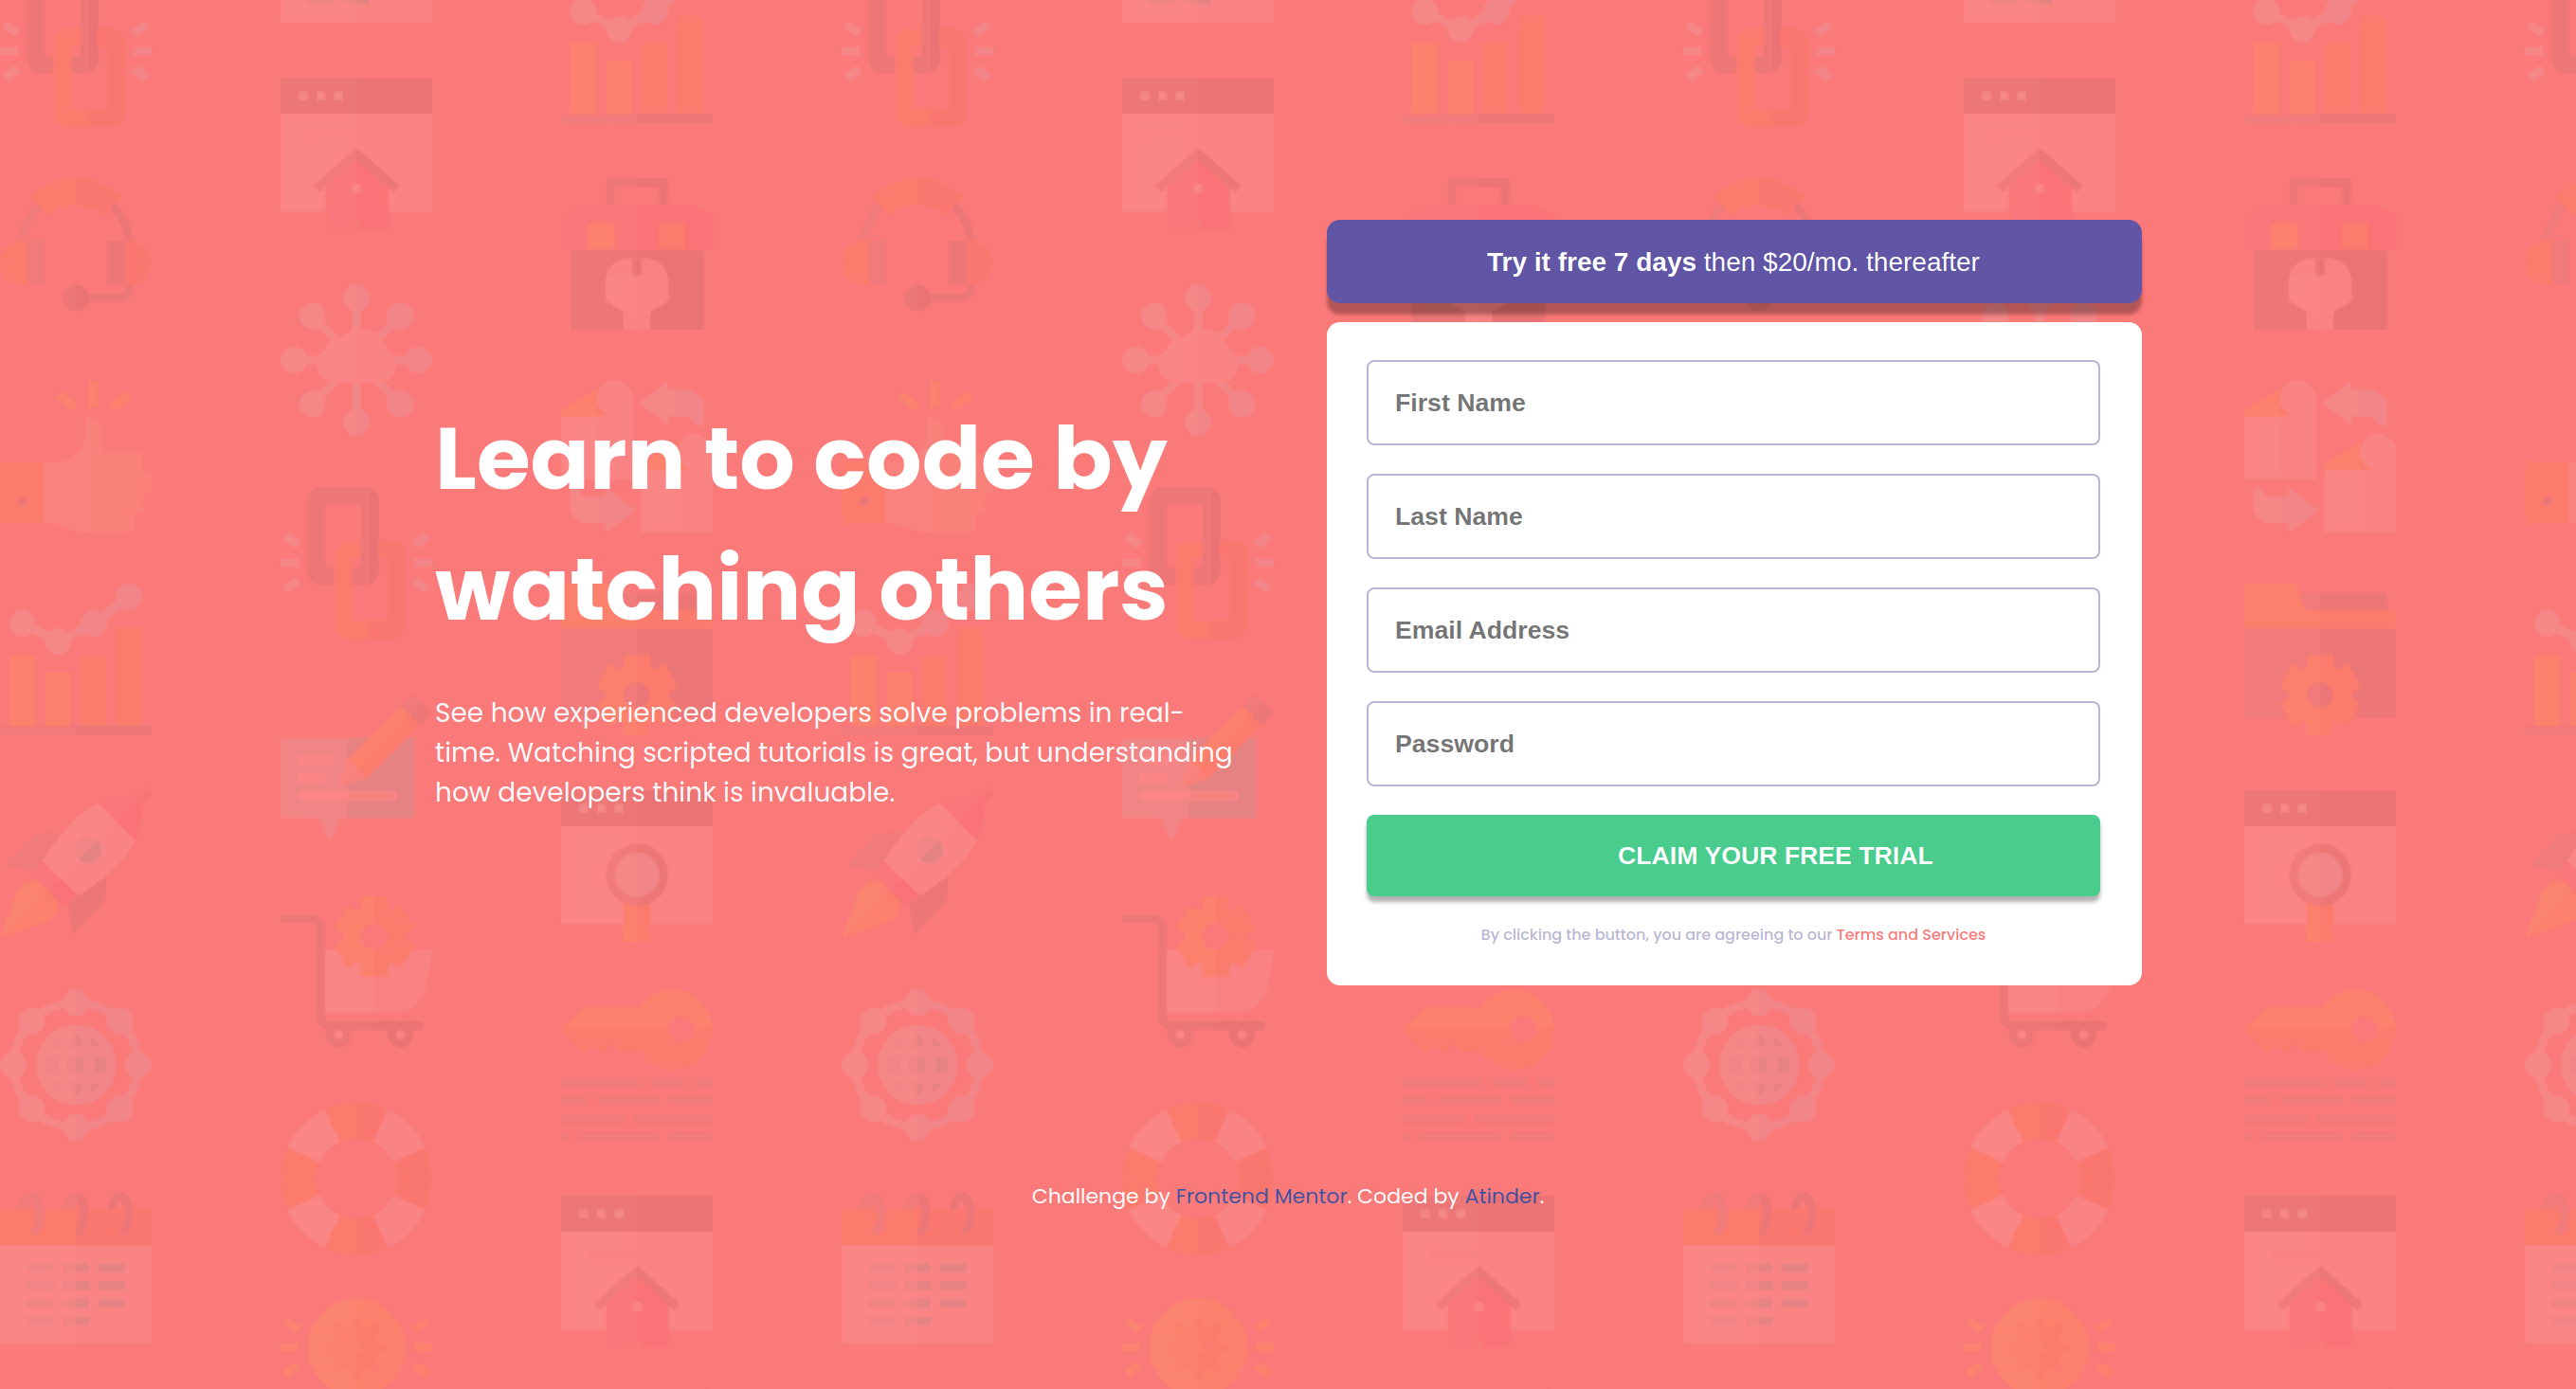 Learn to code by
watching others
See how experienced developers solve problems in real-
time. Watching scripted tutorials is great, but understanding
how developers think is invaluable.
Try it free 7 days then $20/mo. thereafter
First Name
Last Name
Email Address
Password
CLAIM YOUR FREE TRIAL
By clicking the button, you are agreeing to our Terms and Services
Challenge by Frontend Mentor. Coded by Atinder.